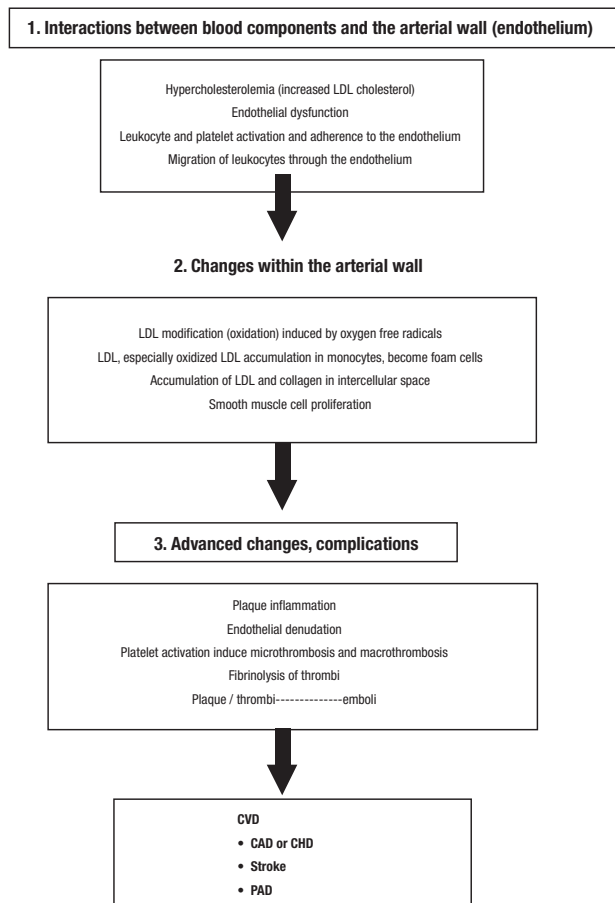 1. Interactions between blood components and the arterial wall (endothelium)
Hypercholesterolemia (increased LDL cholesterol)
Endothelial dysfunction
Leukocyte and platelet activation and adherence to the endothelium
Migration of leukocytes through the endothelium
2. Changes within the arterial wall
LDL modification (oxidation) induced by oxygen free radicals
LDL, especially oxidized LDL accumulation in monocytes, become foam cells
Accumulation of LDL and collagen in intercellular space
Smooth muscle cell proliferation
3. Advanced changes, complications
Plaque inflammation
Endothelial denudation
Platelet activation induce microthrombosis and macrothrombosis
Fibrinolysis of thrombi
Plaque / thrombi--------------emboli
CVD
• CAD or CHD
• Stroke
• PAD